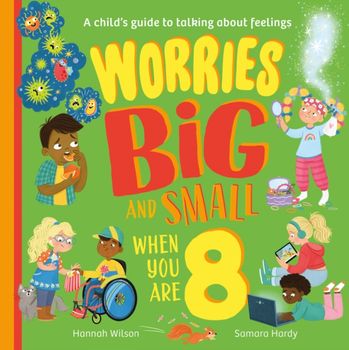 A child's guide to talking about feelings
WORRIES
BIG
AND SMALL
WHEN
YOU
ARE 8
Hannah Wilson
Samara Hardy